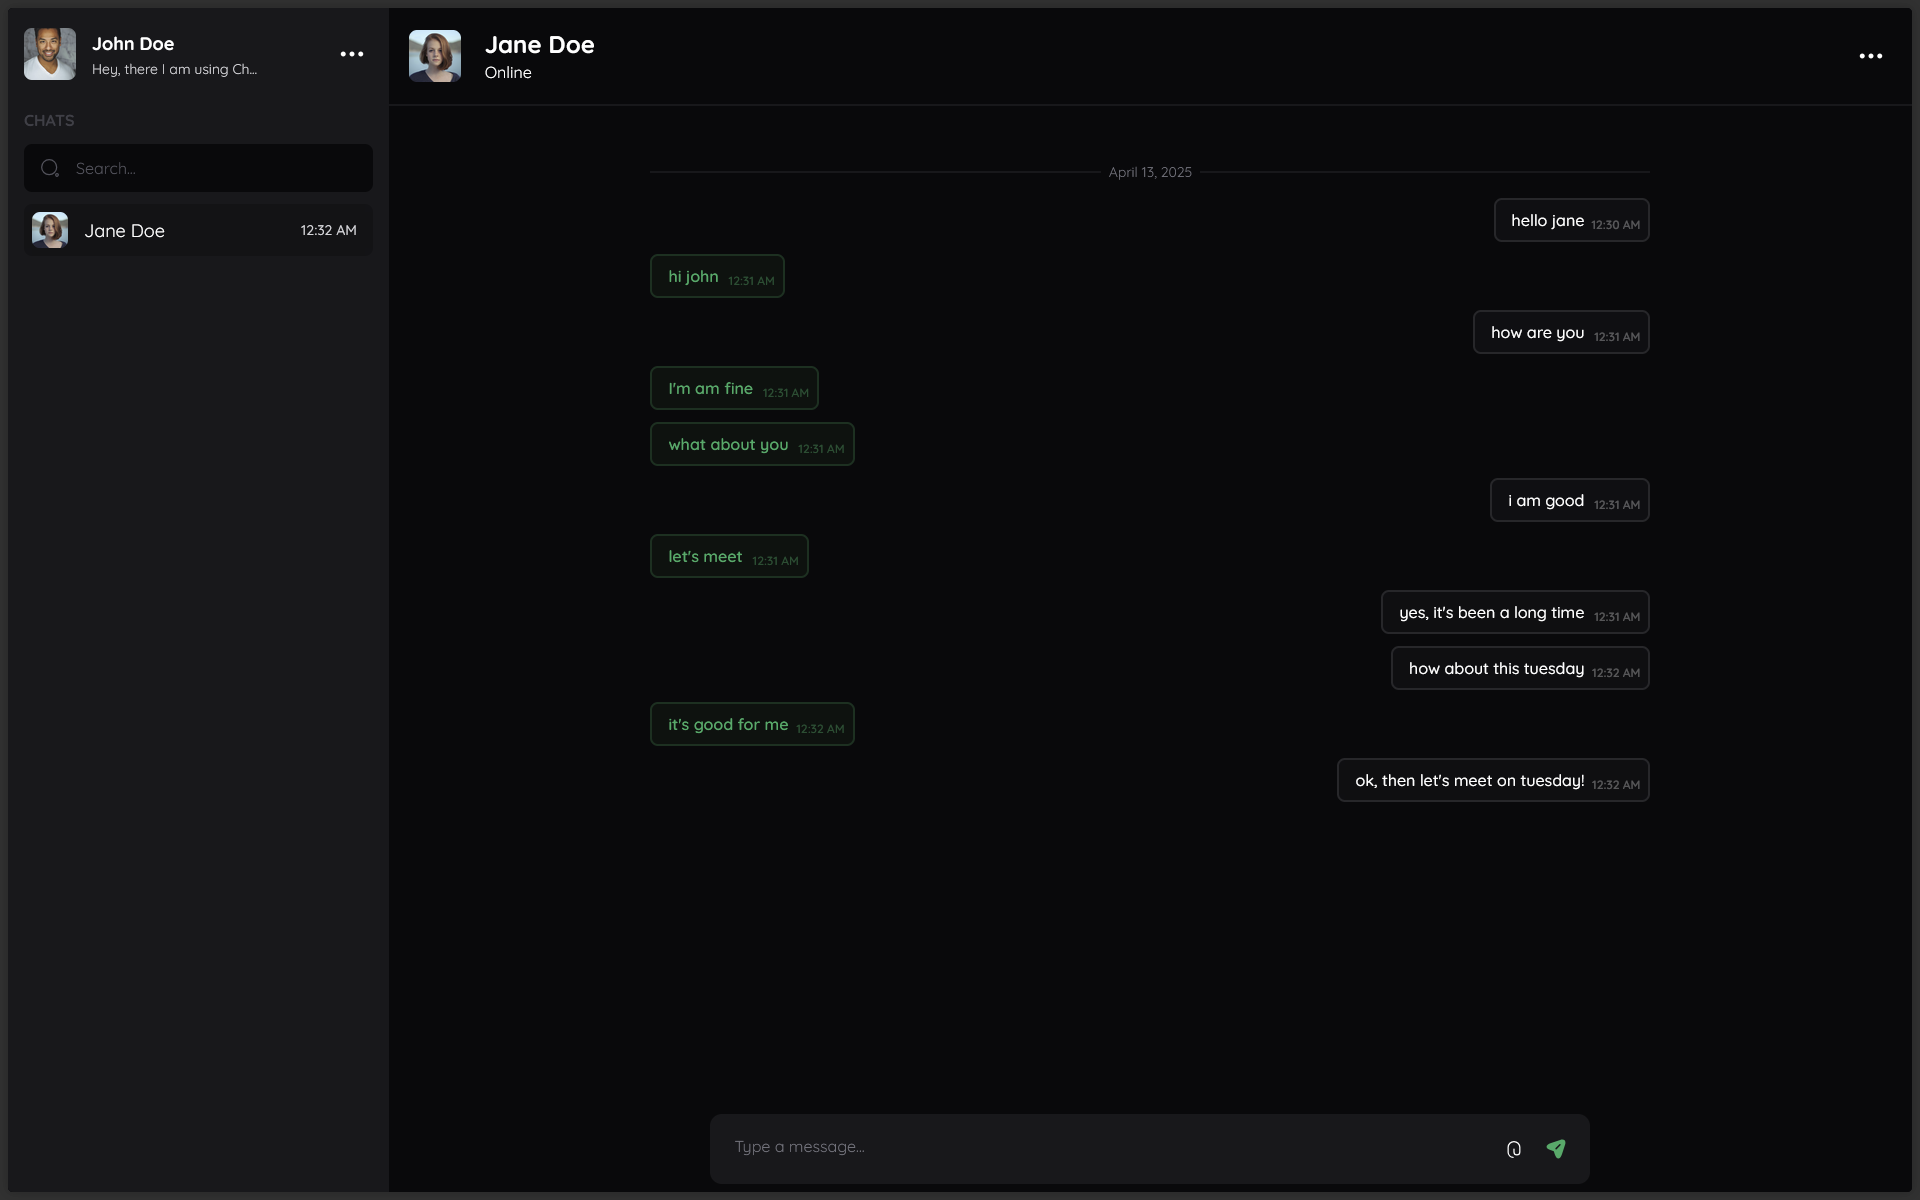 John Doe
Hey, there I am using Ch...
CHATS
Search...
Jane Doe
12:32 AM
Jane Doe
Online
April 13, 2025
hello jane 12:30 AM
hi john 12:31 AM
how are you 12:31 AM
I'm am fine 12:31 AM
what about you 12:31 AM
i am good 12:31 AM
let's meet 12:31 AM
yes, it's been a long time 12:31 AM
how about this tuesday 12:32 AM
it's good for me 12:32 AM
ok, then let's meet on tuesday! 12:32 AM
Type a message...